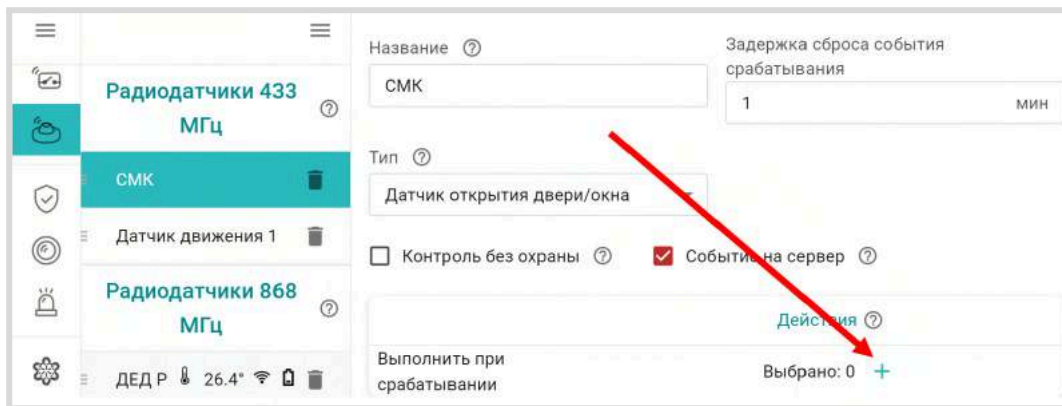 Радиодатчики 433
МГц
СМК
Датчик движения 1
Радиодатчики 868
МГц
ДЕД Р 26.4°
Название
СМК
Задержка сброса события
срабатывания
1 мин
Тип
Датчик открытия двери/окна
Контроль без охраны Событие на сервер
Действия
Выполнить при
срабатывании
Выбрано: 0 +